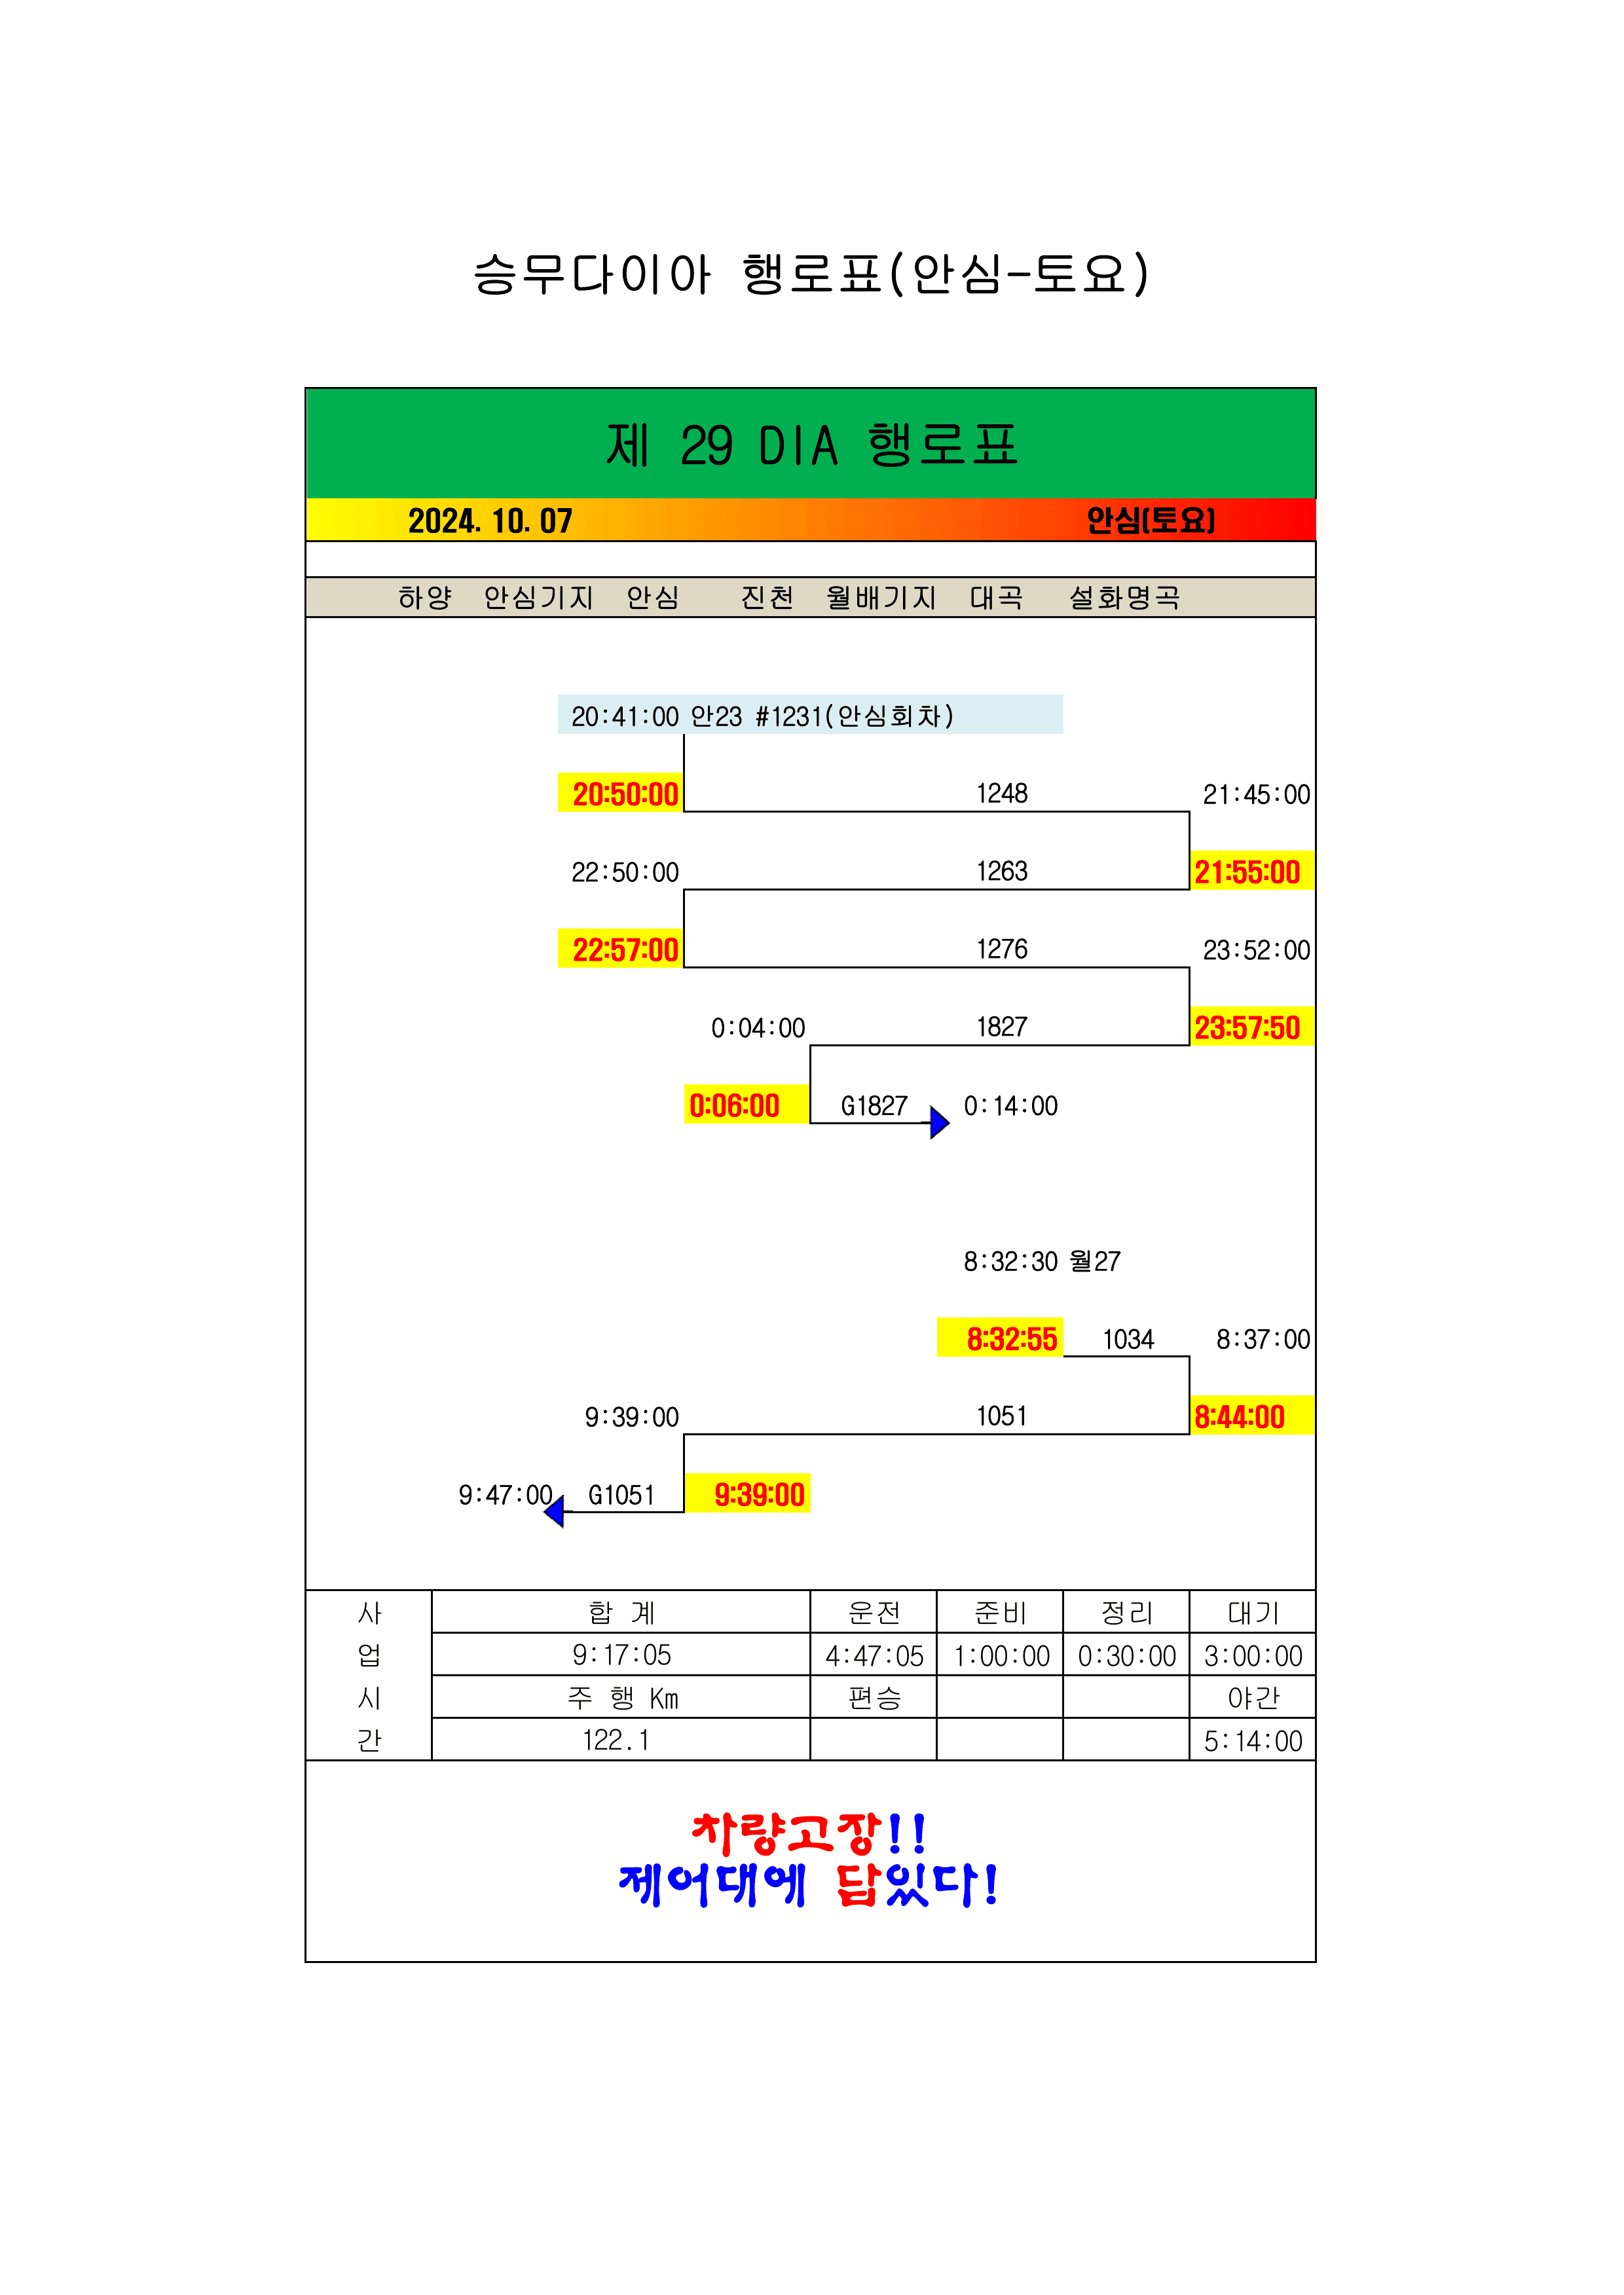 승무다이아 행로표(안심-토요)
제 29 DIA 행로표
2024. 10. 07 안심(토요)
하양 안심기지 안심 진천 월배기지 대곡 설화명곡
20:41:00 안23 #1231(안심회차)
20:50:00 1248 21:45:00
22:50:00 1263 21:55:00
22:57:00 1276 23:52:00
0:04:00 1827 23:57:50
0:06:00 G1827 0:14:00
8:32:30 월27
8:32:55 1034 8:37:00
9:39:00 1051 8:44:00
9:47:00 G1051 9:39:00
사 합 계 운전 준비 정리 대기
업 9:17:05 4:47:05 1:00:00 0:30:00 3:00:00
시 주 행 Km 편승 야간
간 122.1 5:14:00
차량고장!!
제어대에 답있다!